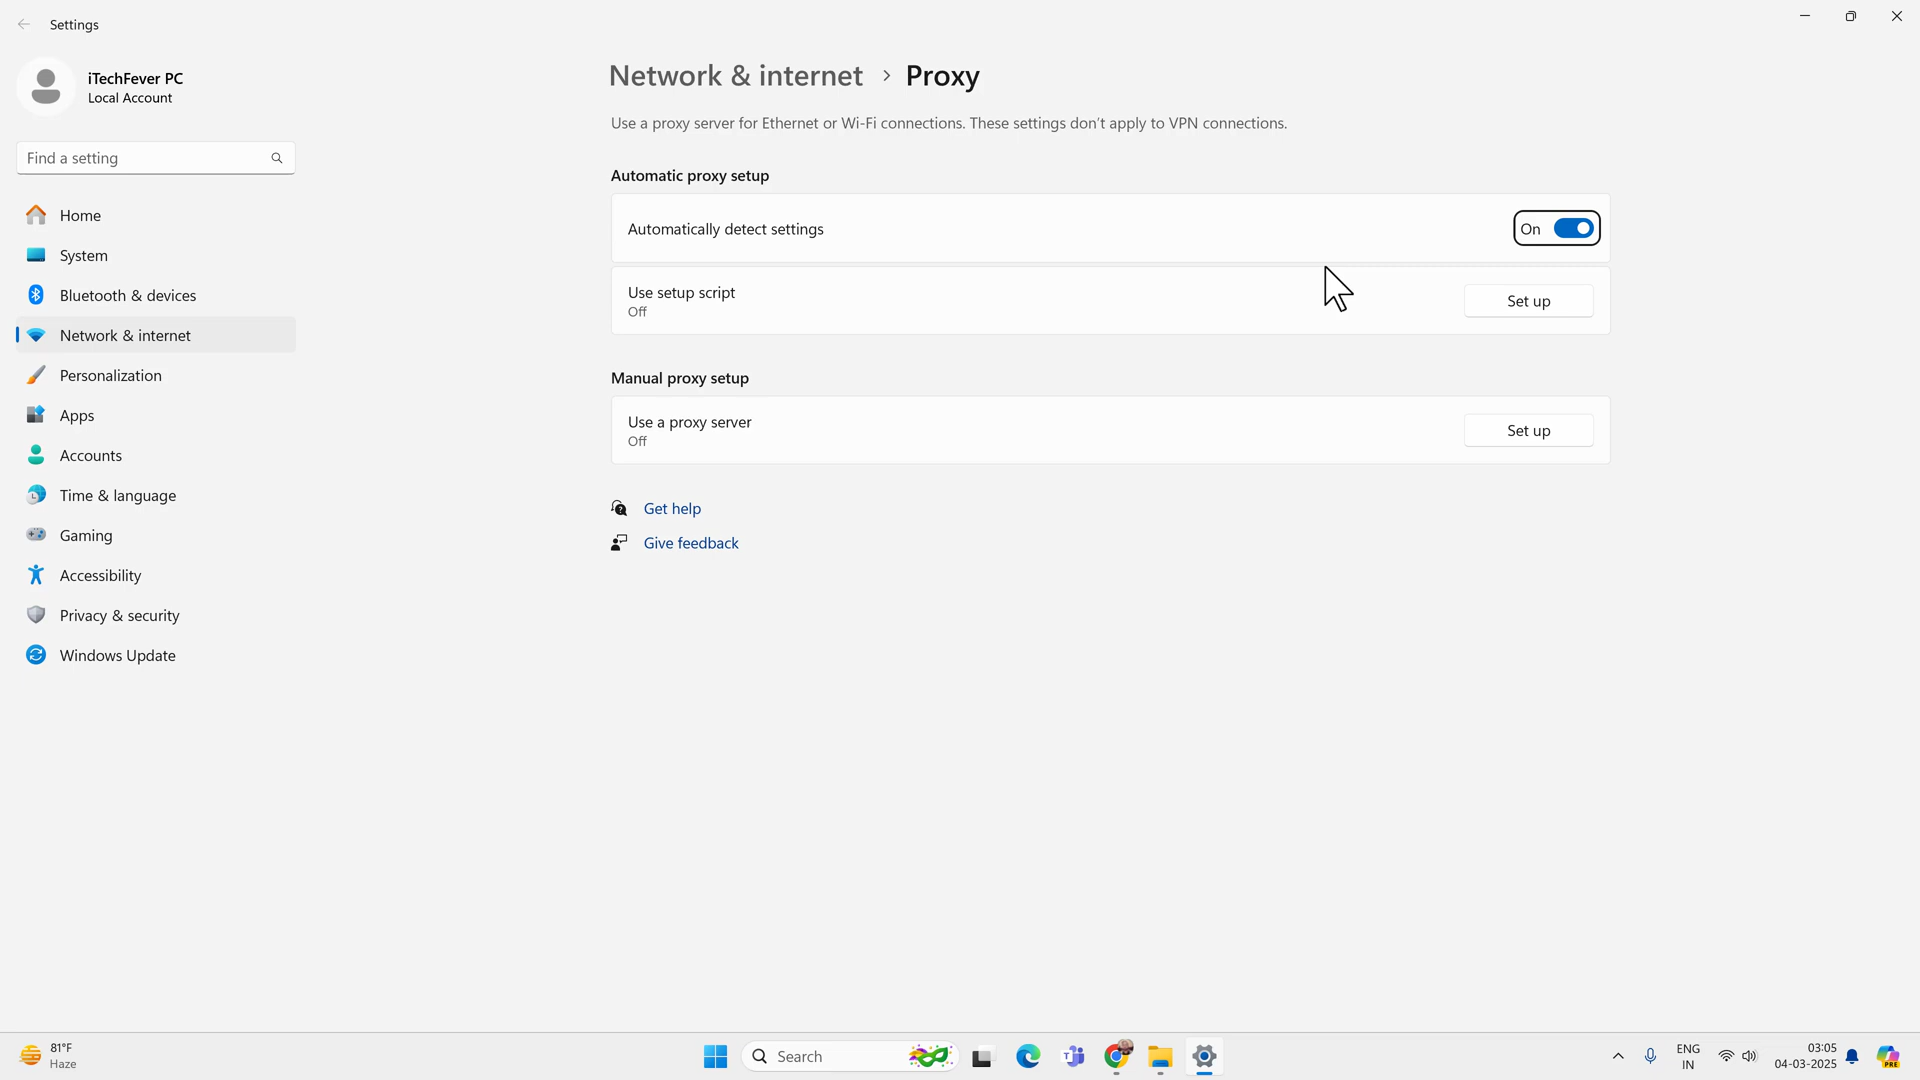 Settings
iTechFever PC
Local Account
Find a setting
Home
System
Bluetooth & devices
Network & internet
Personalization
Apps
Accounts
Time & language
Gaming
Accessibility
Privacy & security
Windows Update
Network & internet > Proxy
Use a proxy server for Ethernet or Wi-Fi connections. These settings don't apply to VPN connections.
Automatic proxy setup
Automatically detect settings
On
Use setup script
Off
Set up
Manual proxy setup
Use a proxy server
Off
Set up
Get help
Give feedback
81°F
Haze
Search
ENG
IN
03:05
04-03-2025
PRE